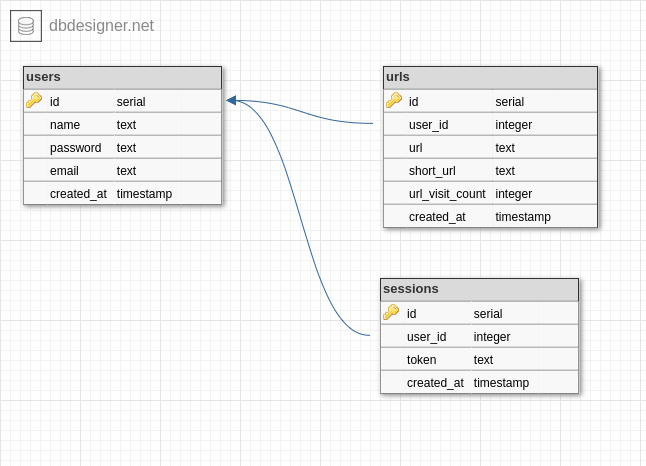 dbdesigner.net
users
id serial
name text
password text
email text
created_at timestamp
urls
id serial
user_id integer
url text
short_url text
url_visit_count integer
created_at timestamp
sessions
id serial
user_id integer
token text
created_at timestamp